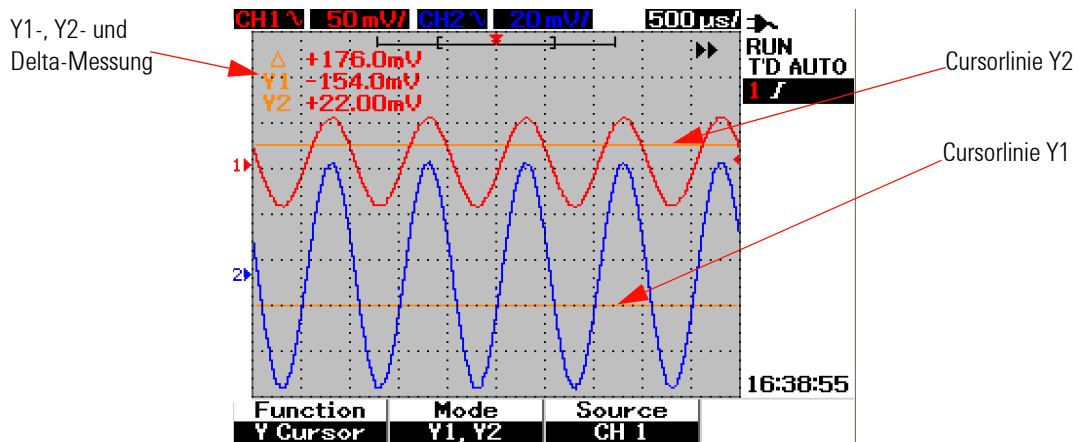 Y1-, Y2- und
Delta-Messung
CH1 50 mV/ CH2 20 mV/ 500 µs/
RUN
T'D AUTO
1
Δ +176.0mV
Y1 -154.0mV
Y2 +22.00mV
Cursorlinie Y2
Cursorlinie Y1
1
2
16:38:55
Function Mode Source
Y Cursor Y1, Y2 CH 1